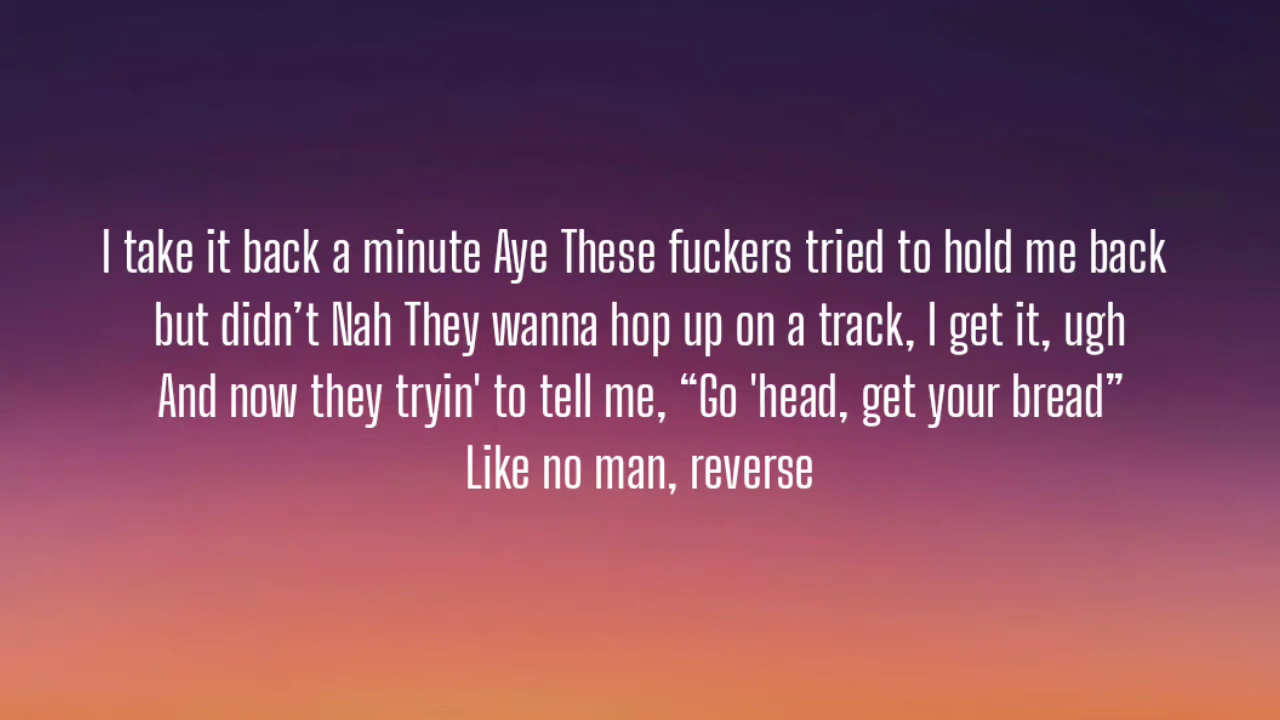 I take it back a minute Aye These fuckers tried to hold me back
but didn’t Nah They wanna hop up on a track, I get it, ugh
And now they tryin' to tell me, “Go 'head, get your bread”
Like no man, reverse